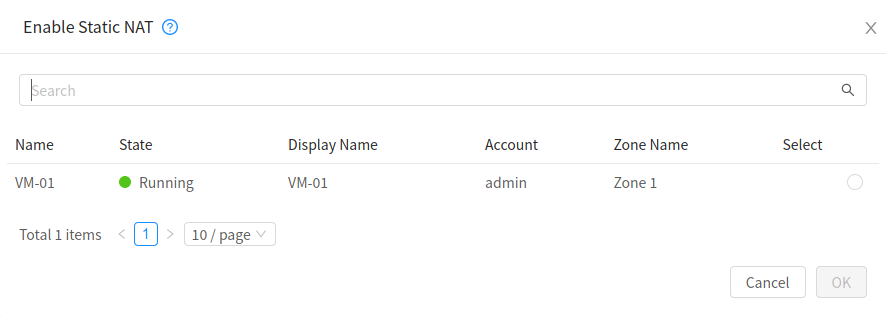 Enable Static NAT ?
X
Search
Name State Display Name Account Zone Name Select
VM-01 Running VM-01 admin Zone 1
Total 1 items < 1 > 10 / page
Cancel OK